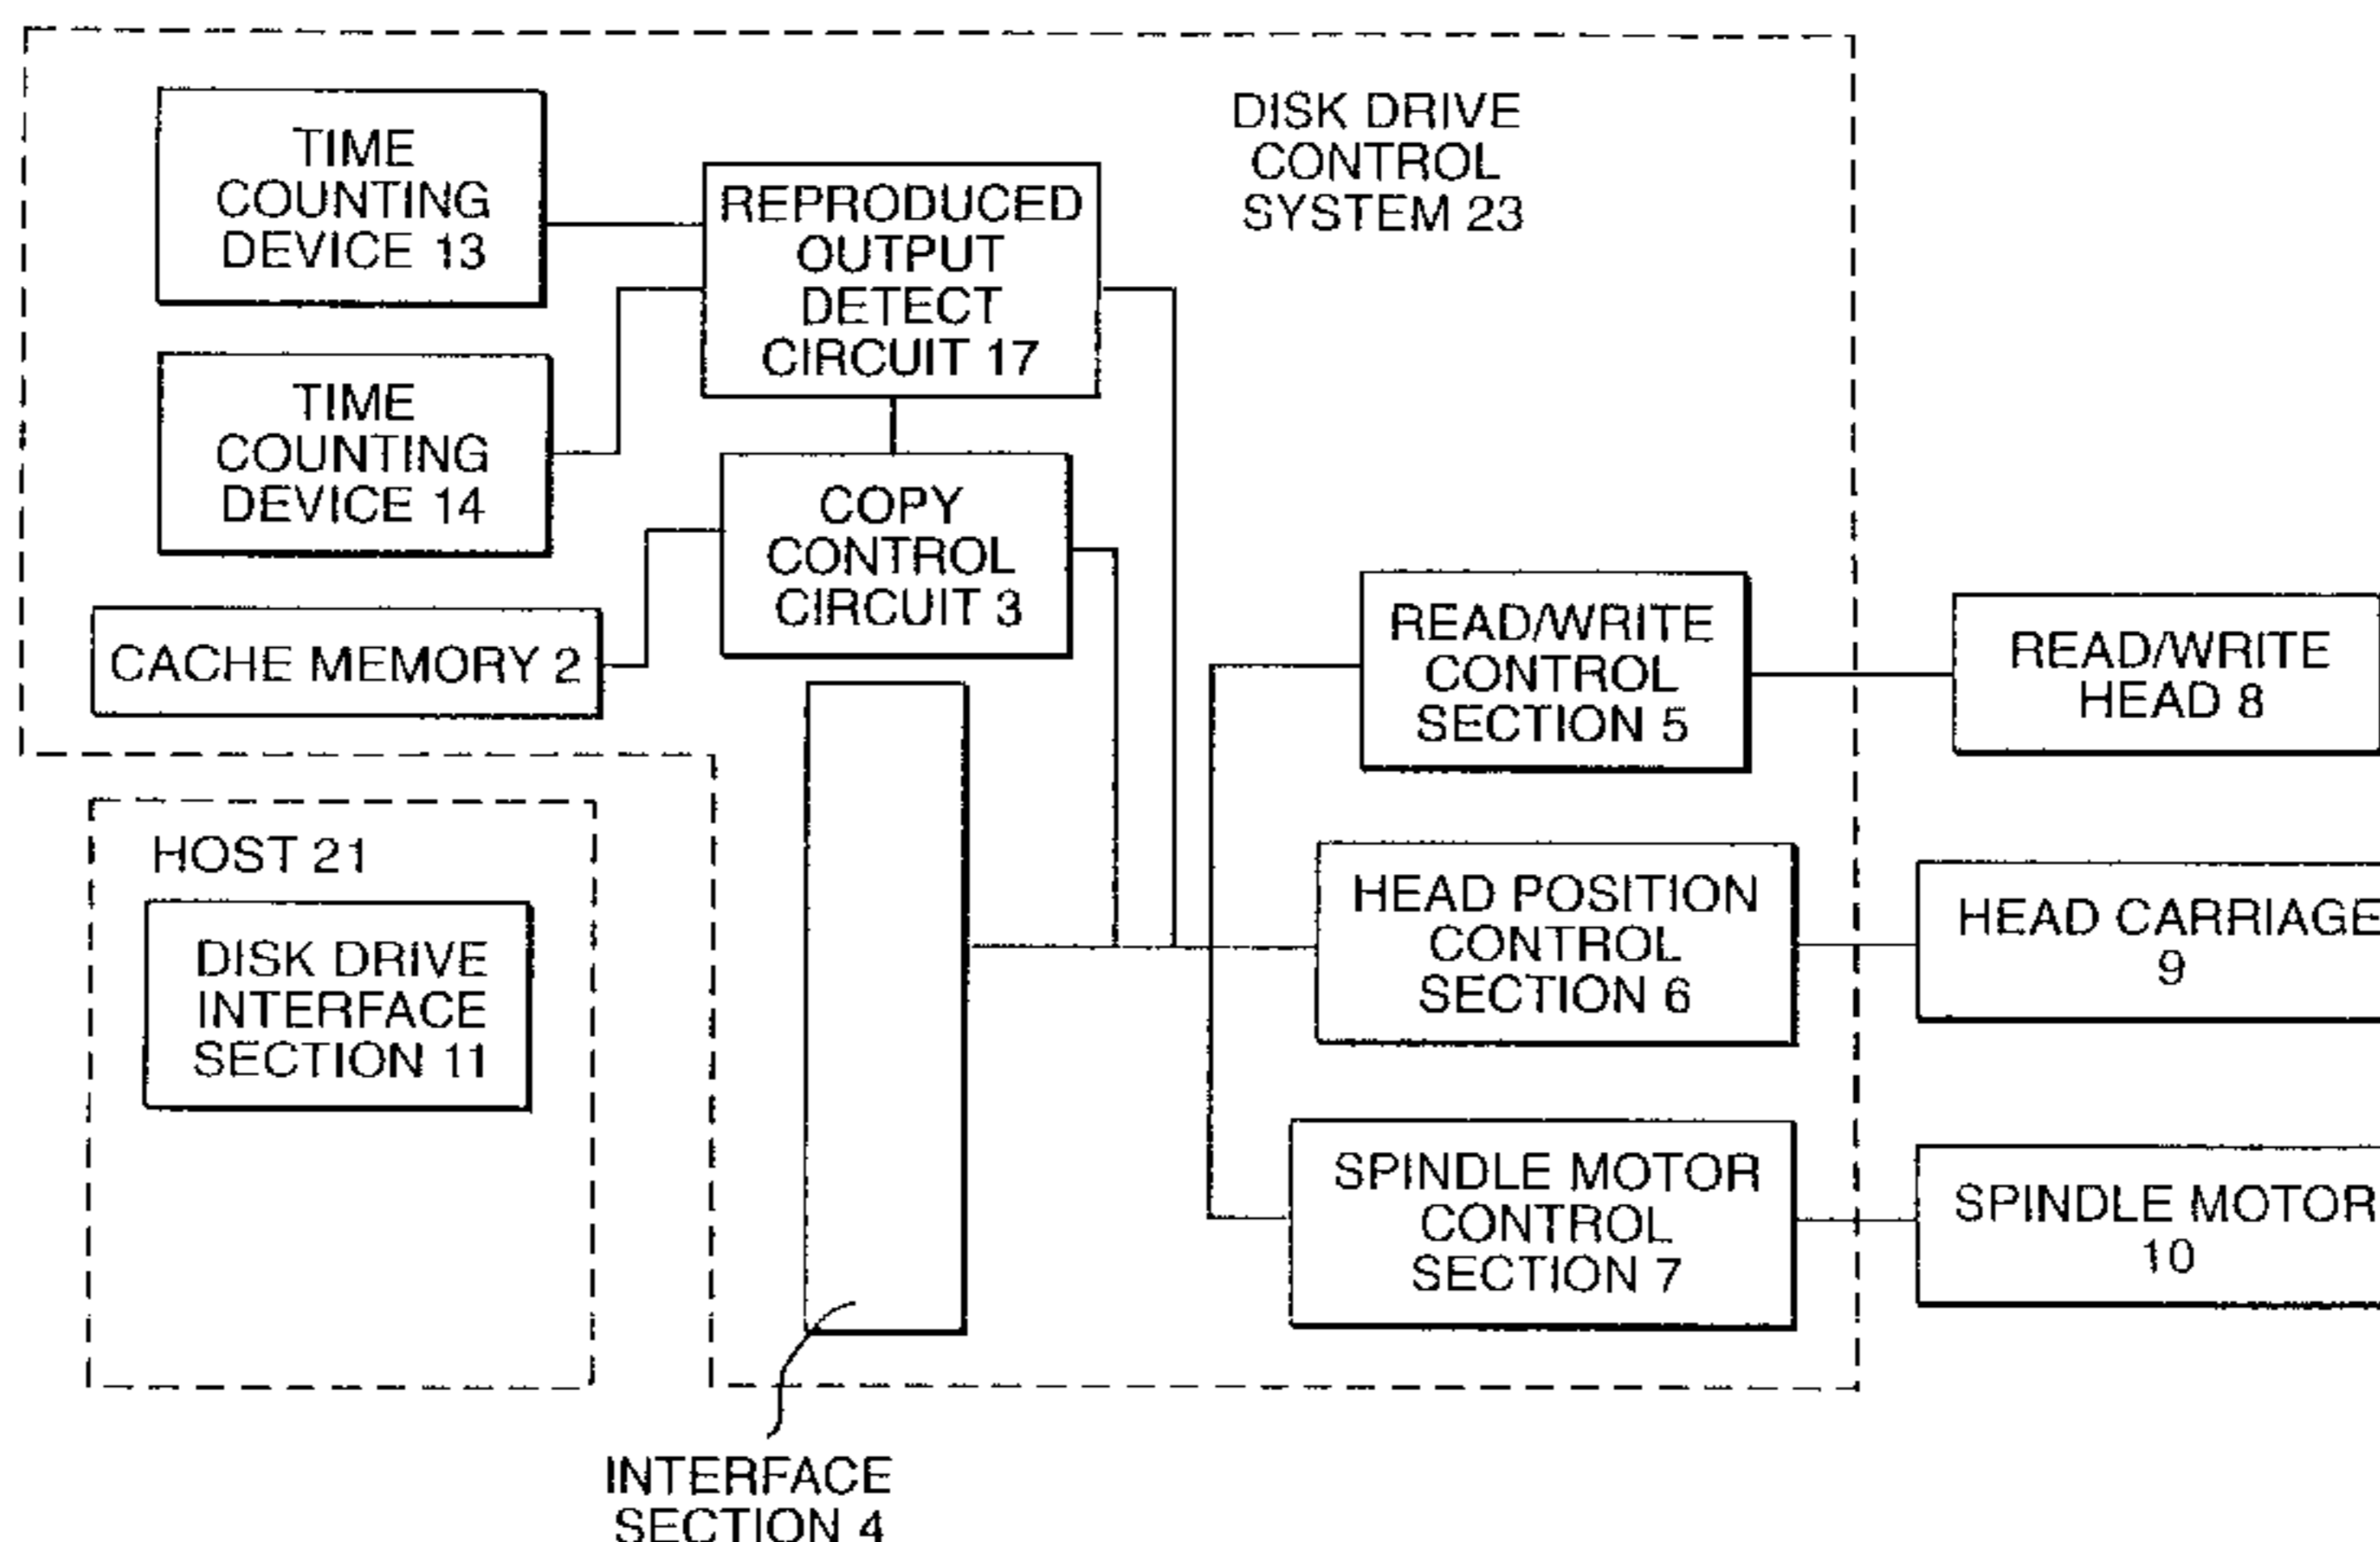 DISK DRIVE
CONTROL
SYSTEM 23
TIME
COUNTING
DEVICE 13
REPRODUCED
OUTPUT
DETECT
CIRCUIT 17
TIME
COUNTING
DEVICE 14
COPY
CONTROL
CIRCUIT 3
CACHE MEMORY 2
READ/WRITE
CONTROL
SECTION 5
READ/WRITE
HEAD 8
HOST 21
DISK DRIVE
INTERFACE
SECTION 11
HEAD POSITION
CONTROL
SECTION 6
HEAD CARRIAGE
9
SPINDLE MOTOR
CONTROL
SECTION 7
SPINDLE MOTOR
10
INTERFACE
SECTION 4